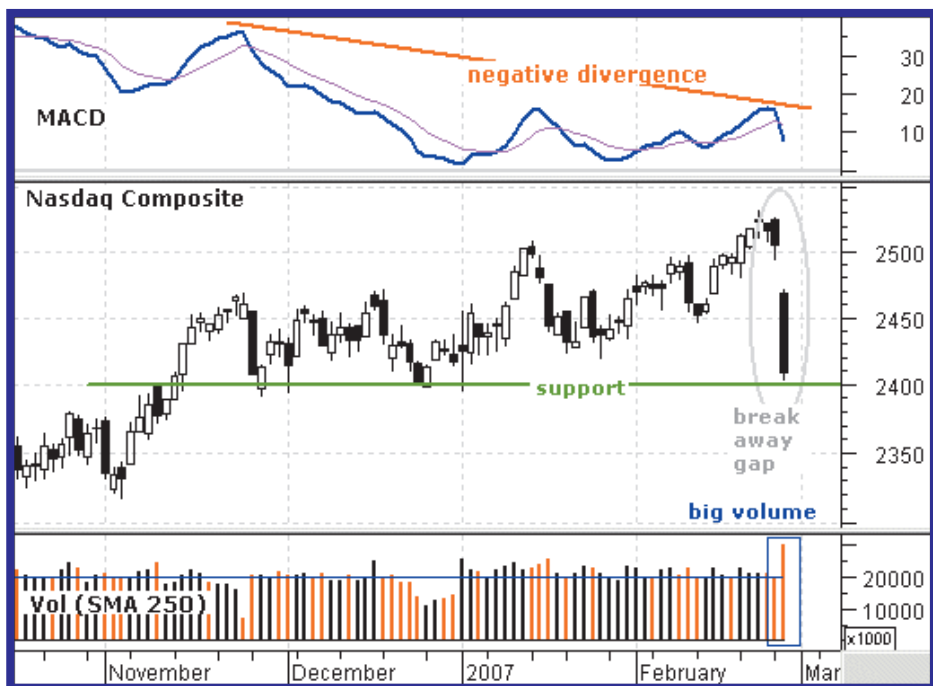 30
negative divergence
20
MACD
10
Nasdaq Composite
2500
2450
support
2400
break
away
gap
2350
big volume
20000
Vol (SMA 250)
10000
x1000
November December 2007 February Mar